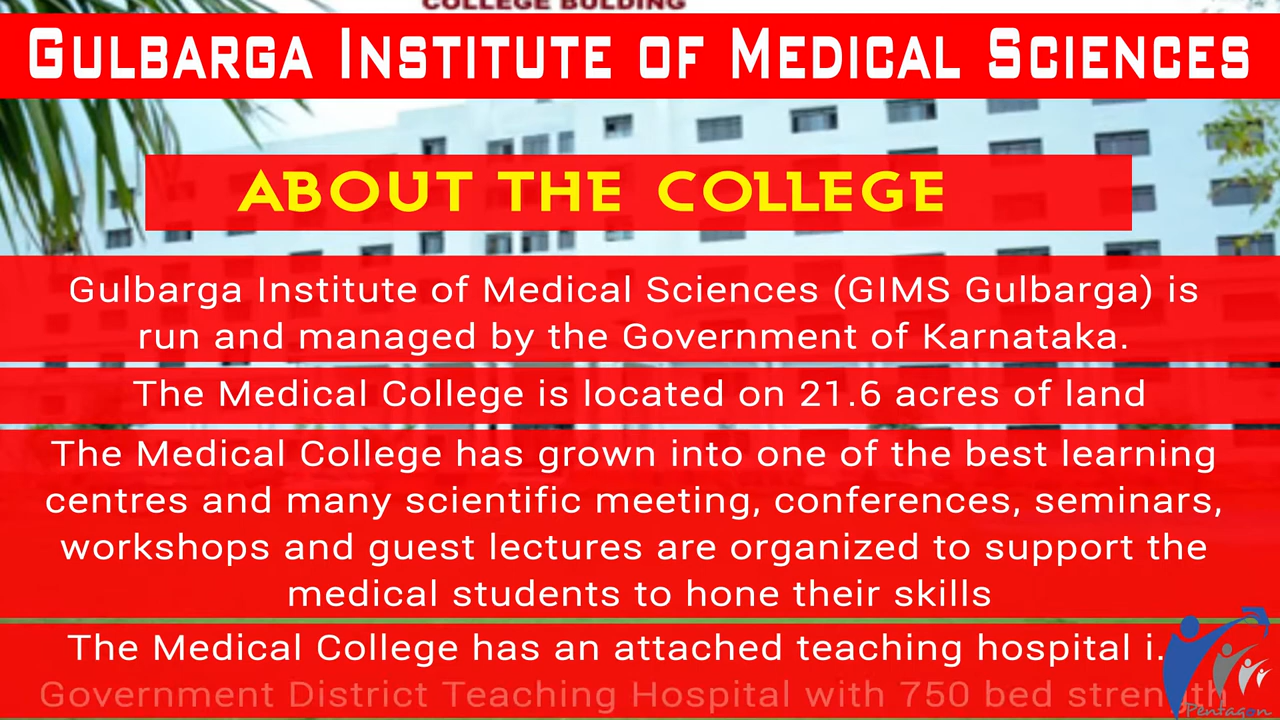 COLLEGE BULDING
GULBARGA INSTITUTE OF MEDICAL SCIENCES
ABOUT THE COLLEGE
Gulbarga Institute of Medical Sciences (GIMS Gulbarga) is
run and managed by the Government of Karnataka.
The Medical College is located on 21.6 acres of land
The Medical College has grown into one of the best learning
centres and many scientific meeting, conferences, seminars,
workshops and guest lectures are organized to support the
medical students to hone their skills
The Medical College has an attached teaching hospital i.
Government District Teaching Hospital with 750 bed strength
Pentagon